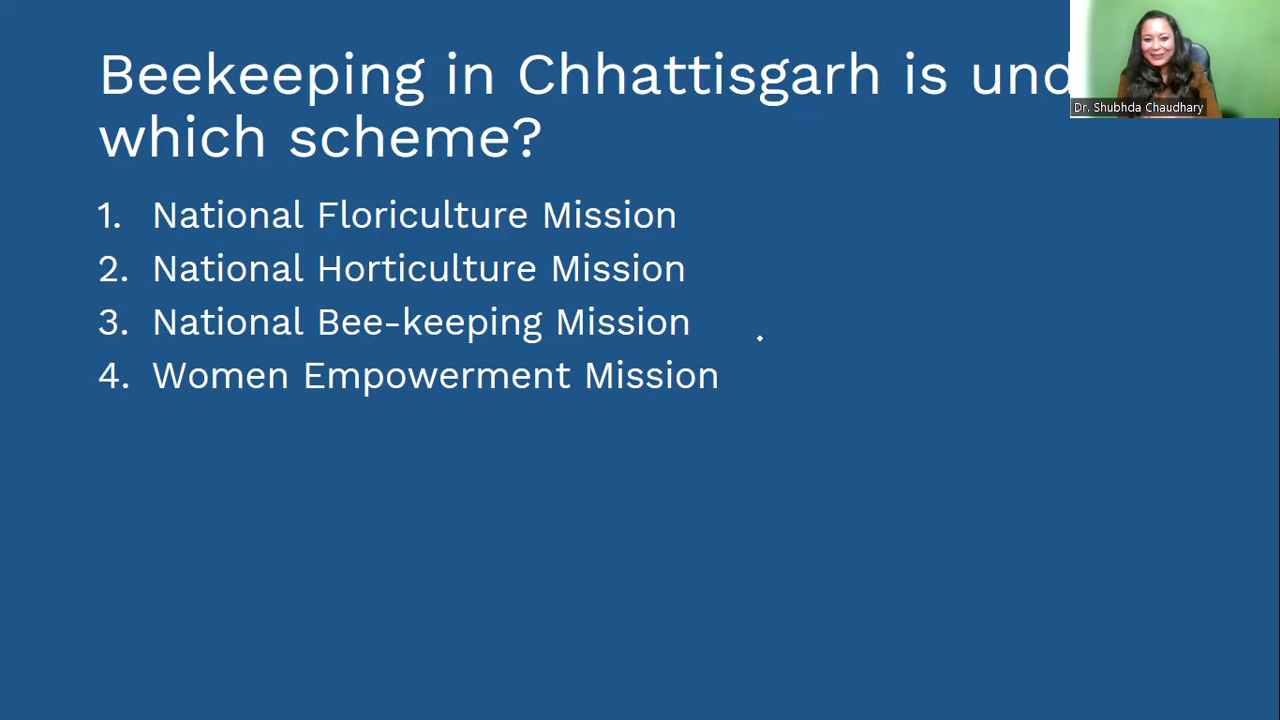 Beekeeping in Chhattisgarh is und
which scheme?
1. National Floriculture Mission
2. National Horticulture Mission
3. National Bee-keeping Mission
4. Women Empowerment Mission
Dr. Shubhda Chaudhary